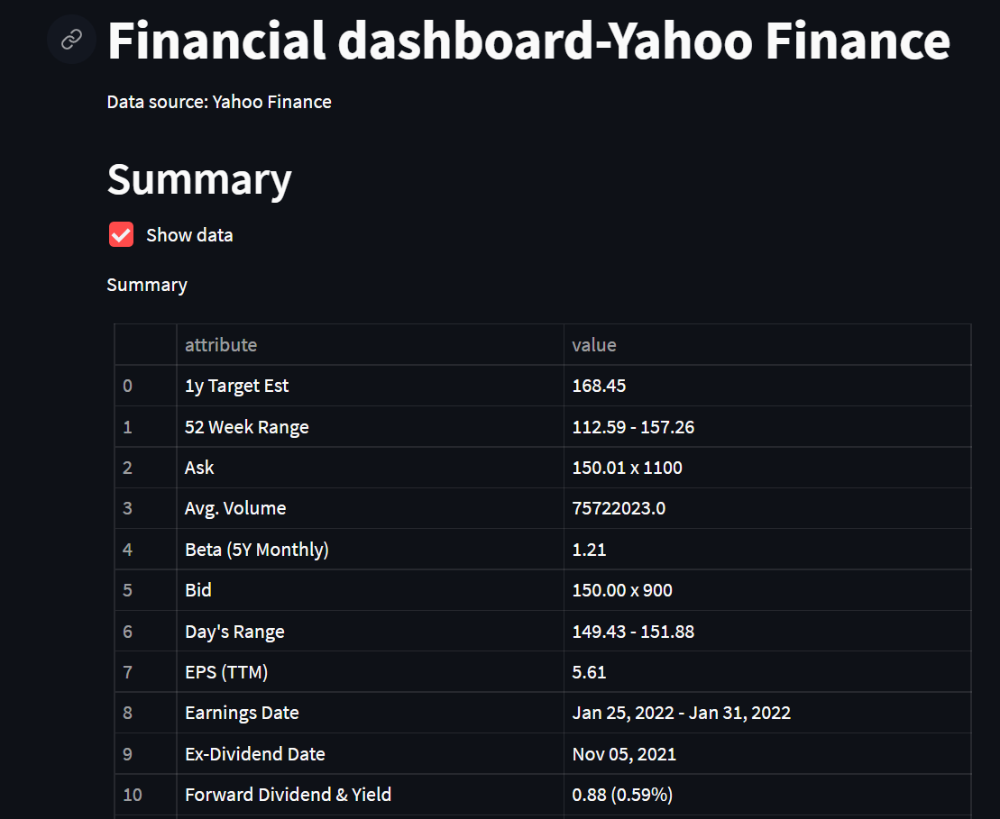 Financial dashboard-Yahoo Finance
Data source: Yahoo Finance
Summary
Show data
Summary
attribute value
0 1y Target Est 168.45
1 52 Week Range 112.59 - 157.26
2 Ask 150.01 x 1100
3 Avg. Volume 75722023.0
4 Beta (5Y Monthly) 1.21
5 Bid 150.00 x 900
6 Day's Range 149.43 - 151.88
7 EPS (TTM) 5.61
8 Earnings Date Jan 25, 2022 - Jan 31, 2022
9 Ex-Dividend Date Nov 05, 2021
10 Forward Dividend & Yield 0.88 (0.59%)